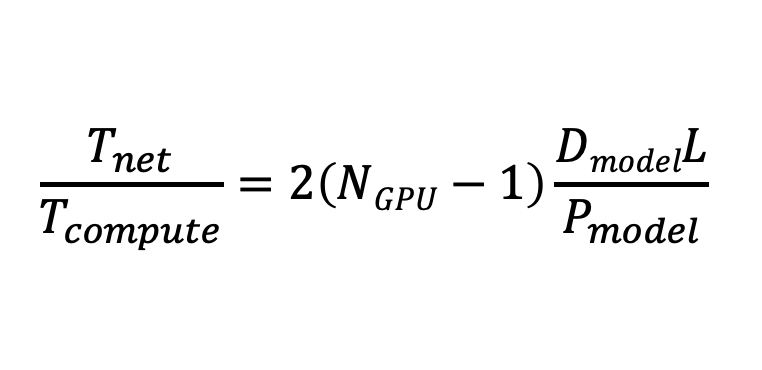 T_net / T_compute = 2(N_GPU − 1) D_model L / P_model